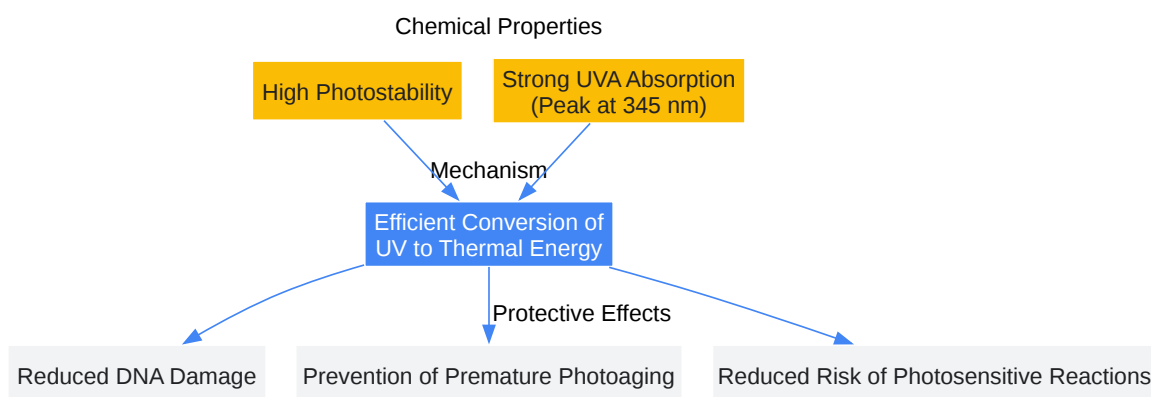 Chemical Properties
High Photostability
Strong UVA Absorption
(Peak at 345 nm)
Mechanism
Efficient Conversion of
UV to Thermal Energy
Protective Effects
Reduced DNA Damage
Prevention of Premature Photoaging
Reduced Risk of Photosensitive Reactions